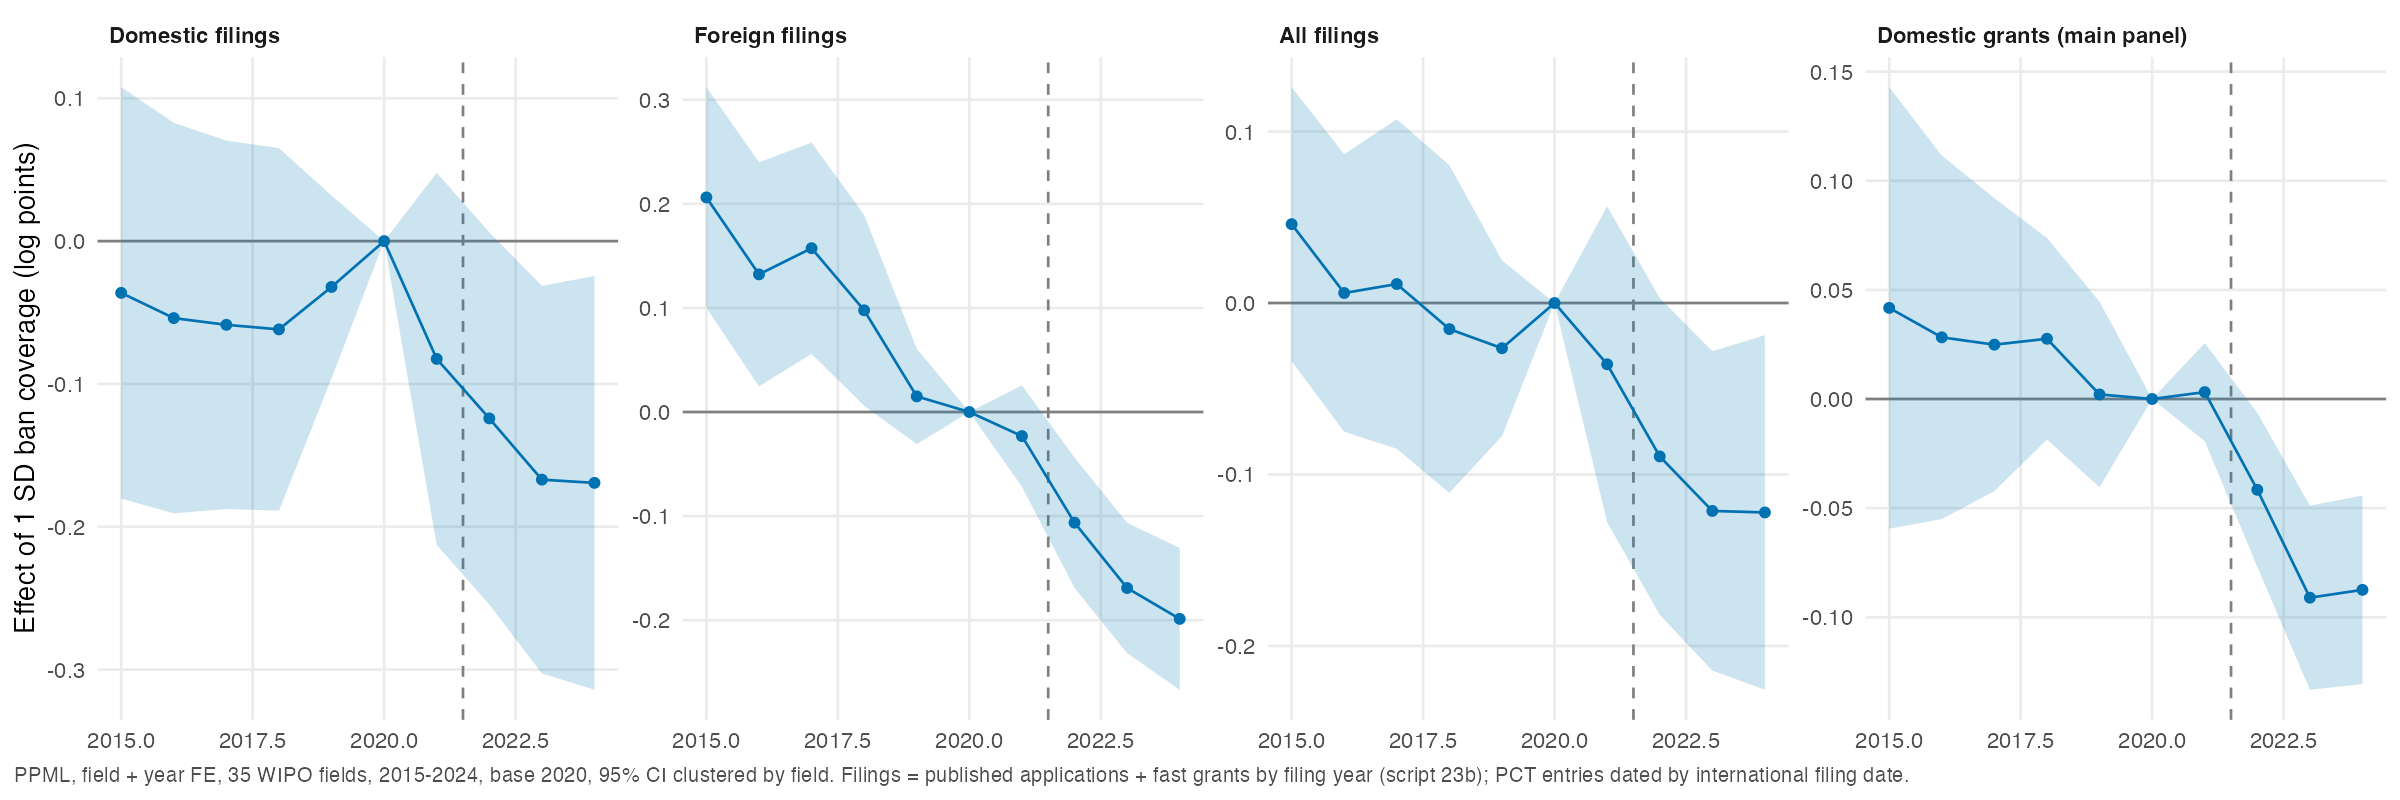 Domestic filings
Foreign filings
All filings
Domestic grants (main panel)
Effect of 1 SD ban coverage (log points)
0.1
0.0
-0.1
-0.2
-0.3
2015.0 2017.5 2020.0 2022.5
0.3
0.2
0.1
0.0
-0.1
-0.2
2015.0 2017.5 2020.0 2022.5
0.1
0.0
-0.1
-0.2
2015.0 2017.5 2020.0 2022.5
0.15
0.10
0.05
0.00
-0.05
-0.10
2015.0 2017.5 2020.0 2022.5
PPML, field + year FE, 35 WIPO fields, 2015-2024, base 2020, 95% CI clustered by field. Filings = published applications + fast grants by filing year (script 23b); PCT entries dated by international filing date.